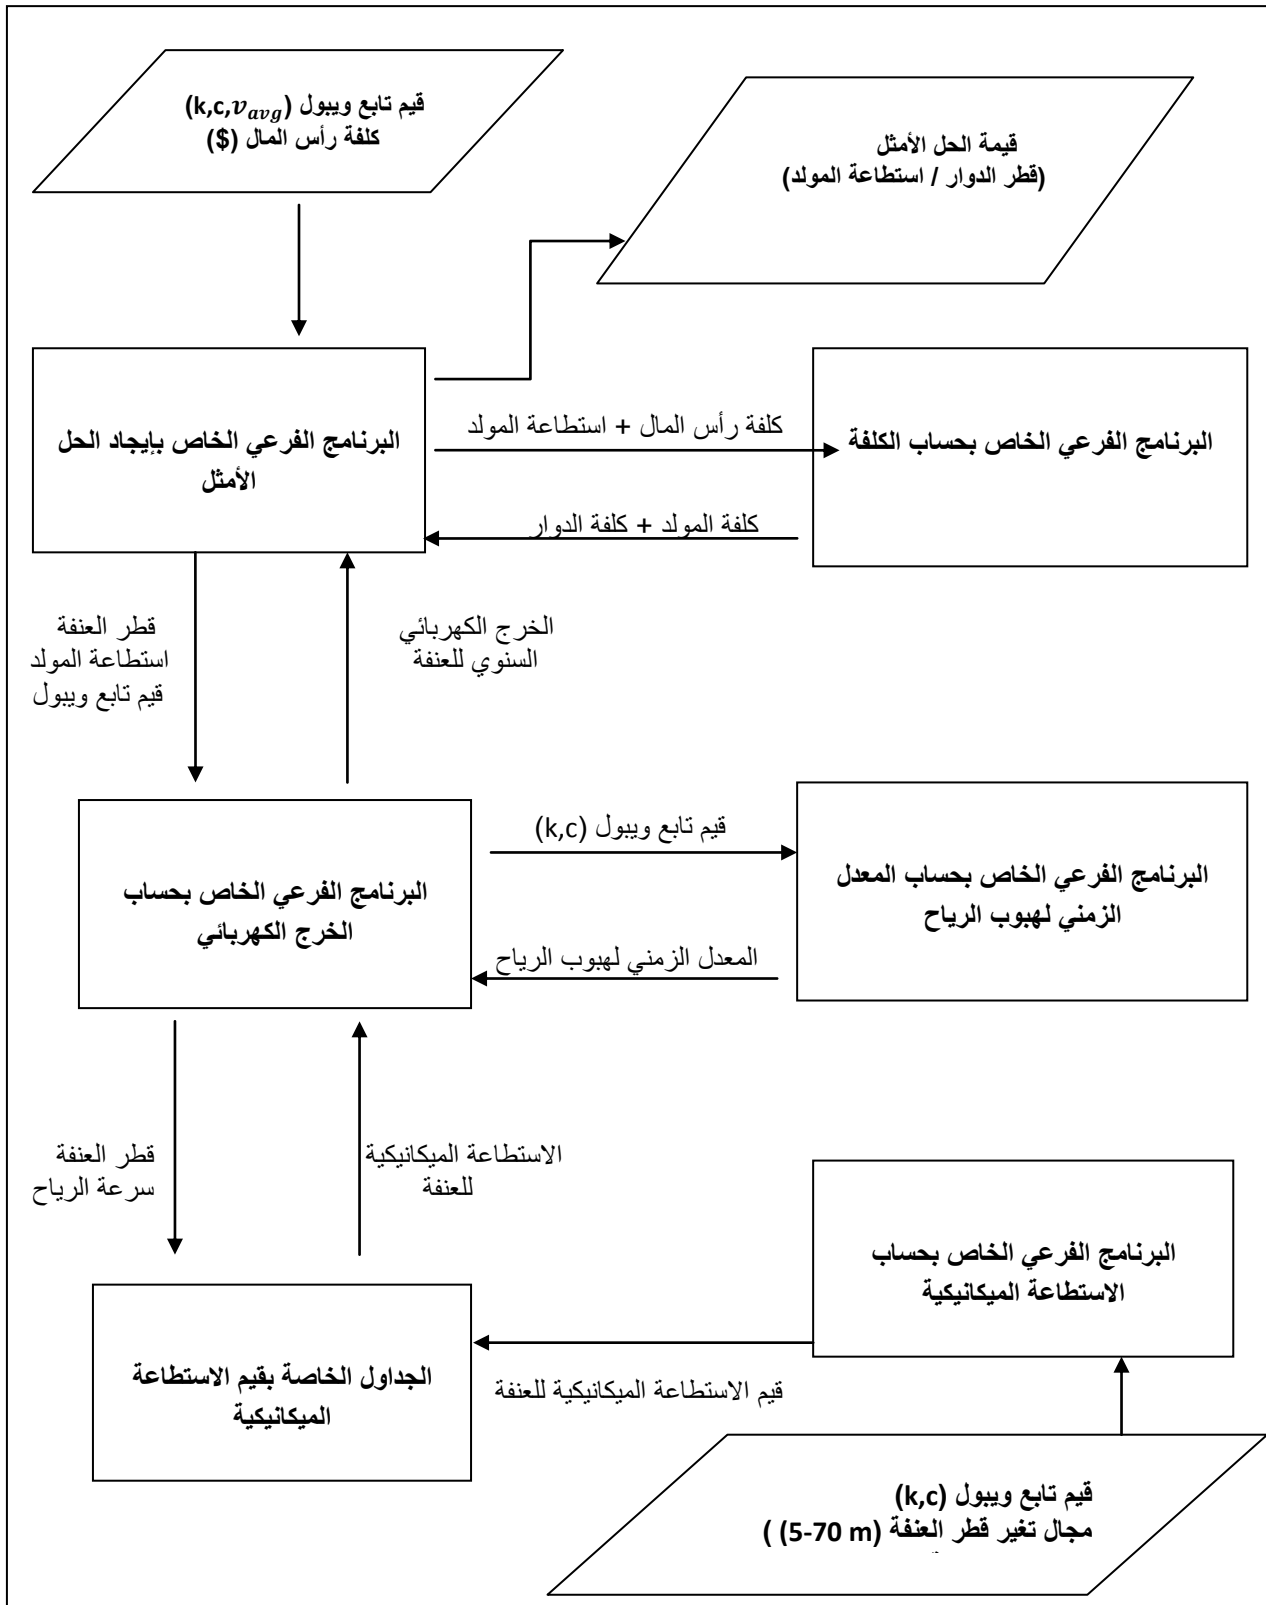 قيم تابع ويبول (k,c,v_avg)
كلفة رأس المال ($)
قيمة الحل الأمثل
(قطر الدوار / استطاعة المولد)
البرنامج الفرعي الخاص بإيجاد الحل
الأمثل
كلفة رأس المال + استطاعة المولد
كلفة المولد + كلفة الدوار
البرنامج الفرعي الخاص بحساب الكلفة
قطر العنفة
استطاعة المولد
قيم تابع ويبول
الخرج الكهربائي
السنوي للعنفة
البرنامج الفرعي الخاص بحساب
الخرج الكهربائي
قيم تابع ويبول (k,c)
المعدل الزمني لهبوب الرياح
البرنامج الفرعي الخاص بحساب المعدل
الزمني لهبوب الرياح
قطر العنفة
سرعة الرياح
الاستطاعة الميكانيكية
للعنفة
البرنامج الفرعي الخاص بحساب
الاستطاعة الميكانيكية
الجداول الخاصة بقيم الاستطاعة
الميكانيكية
قيم الاستطاعة الميكانيكية للعنفة
قيم تابع ويبول (k,c)
مجال تغير قطر العنفة (5-70 m) )